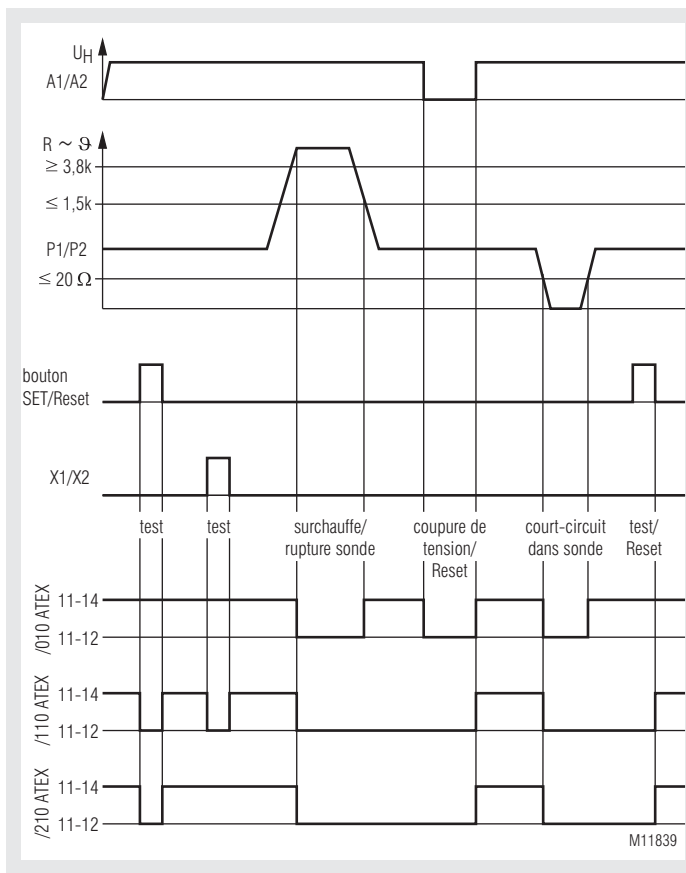 UH
A1/A2
R ~ ϑ
≥ 3,8k
≤ 1,5k
P1/P2
≤ 20 Ω
bouton
SET/Reset
X1/X2
test
test
surchauffe/
rupture sonde
coupure de
tension/
Reset
court-circuit
dans sonde
test/
Reset
/010 ATEX
11-14
11-12
/110 ATEX
11-14
11-12
/210 ATEX
11-14
11-12
M11839